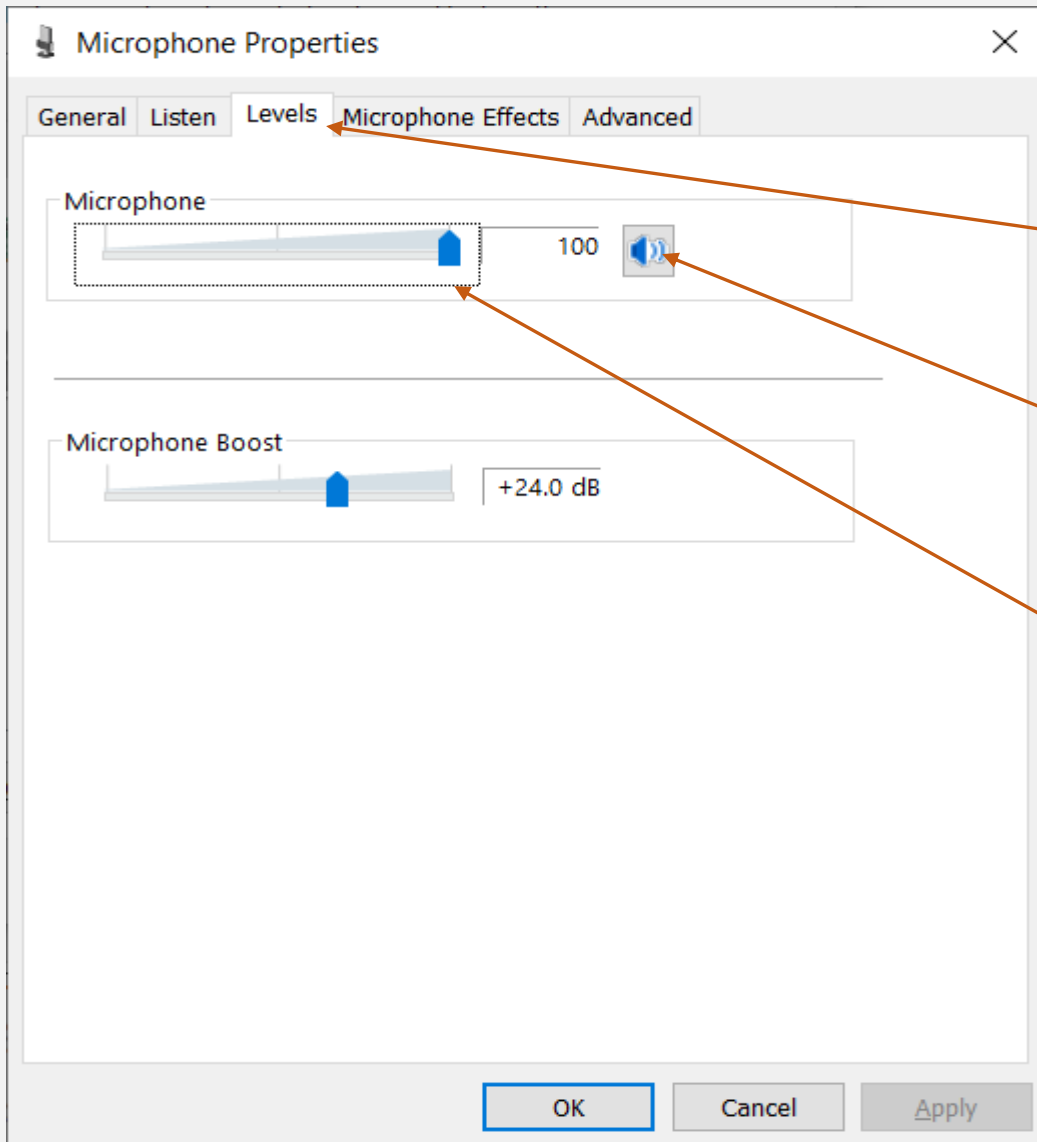 Microphone Properties
General Listen Levels Microphone Effects Advanced
Microphone
100
Microphone Boost
+24.0 dB
OK Cancel Apply